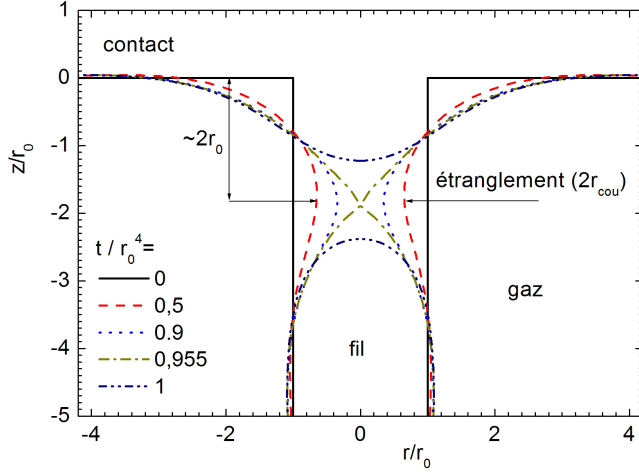 1
contact
0
-1
~2r₀
z/r₀
étranglement (2r_cou)
-2
t / r₀⁴=
0
-3
0,5
gaz
0.9
fil
-4
0,955
1
-5
-4 -2 0 2 4
r/r₀